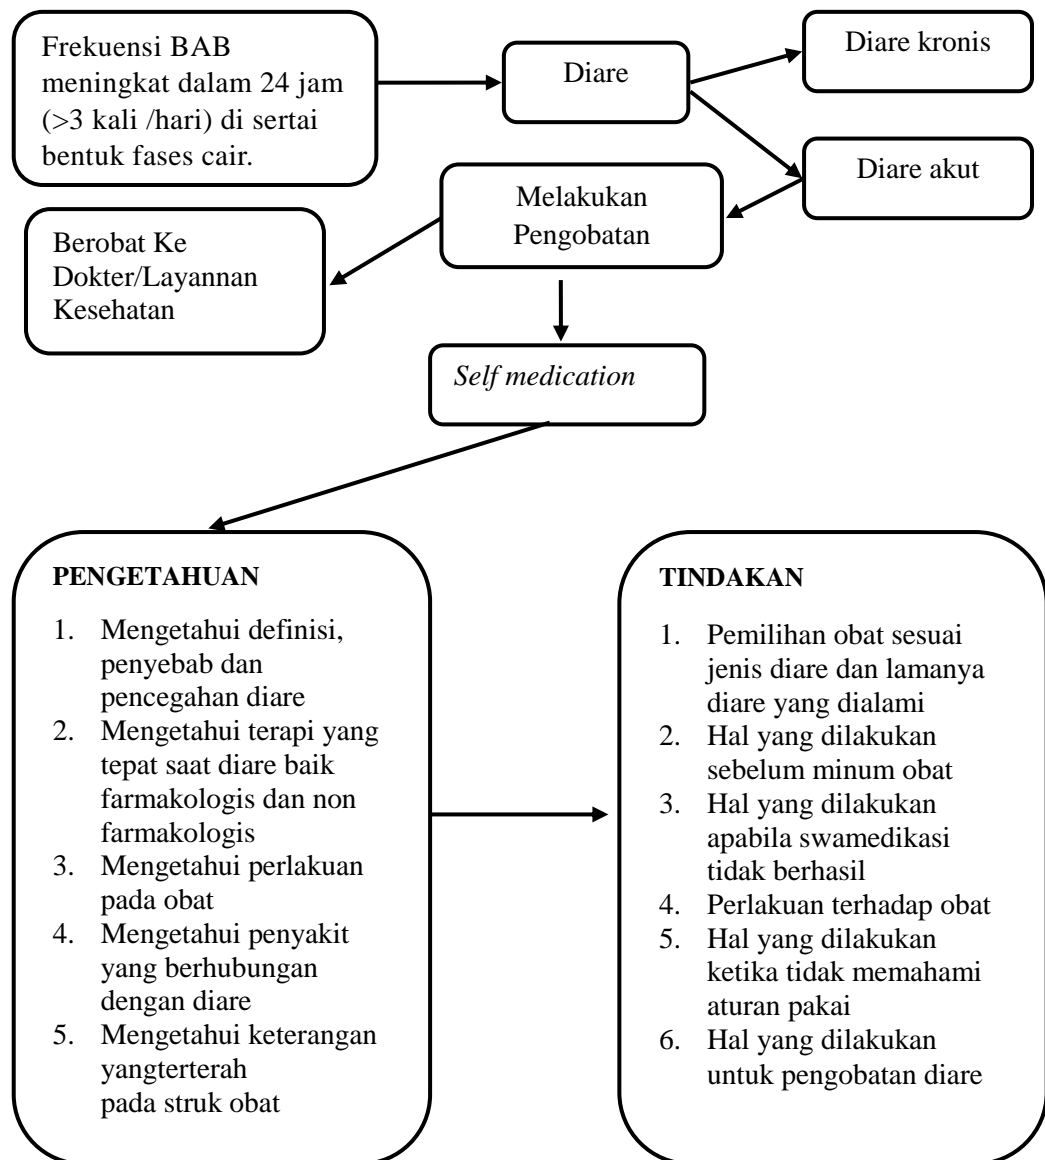 Frekuensi BAB
meningkat dalam 24 jam
(>3 kali /hari) di sertai
bentuk fases cair.
Diare
Diare kronis
Diare akut
Melakukan
Pengobatan
Berobat Ke
Dokter/Layannan
Kesehatan
Self medication
PENGETAHUAN
1. Mengetahui definisi,
penyebab dan
pencegahan diare
2. Mengetahui terapi yang
tepat saat diare baik
farmakologis dan non
farmakologis
3. Mengetahui perlakuan
pada obat
4. Mengetahui penyakit
yang berhubungan
dengan diare
5. Mengetahui keterangan
yangterterah
pada struk obat
TINDAKAN
1. Pemilihan obat sesuai
jenis diare dan lamanya
diare yang dialami
2. Hal yang dilakukan
sebelum minum obat
3. Hal yang dilakukan
apabila swamedikasi
tidak berhasil
4. Perlakuan terhadap obat
5. Hal yang dilakukan
ketika tidak memahami
aturan pakai
6. Hal yang dilakukan
untuk pengobatan diare